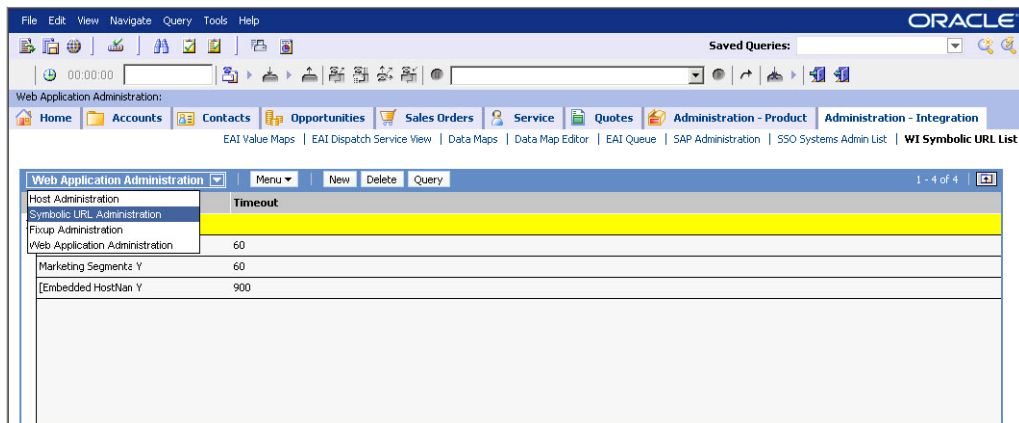 File Edit View Navigate Query Tools Help ORACLE
Saved Queries:
00:00:00
Web Application Administration:
Home Accounts Contacts Opportunities Sales Orders Service Quotes Administration - Product Administration - Integration
EAI Value Maps | EAI Dispatch Service View | Data Maps | Data Map Editor | EAI Queue | SAP Administration | SSO Systems Admin List | WI Symbolic URL List
Web Application Administration Menu New Delete Query 1 - 4 of 4
Host Administration Timeout
Symbolic URL Administration
Fixup Administration
Web Application Administration 60
Marketing Segmenta Y 60
[Embedded HostNan Y 900